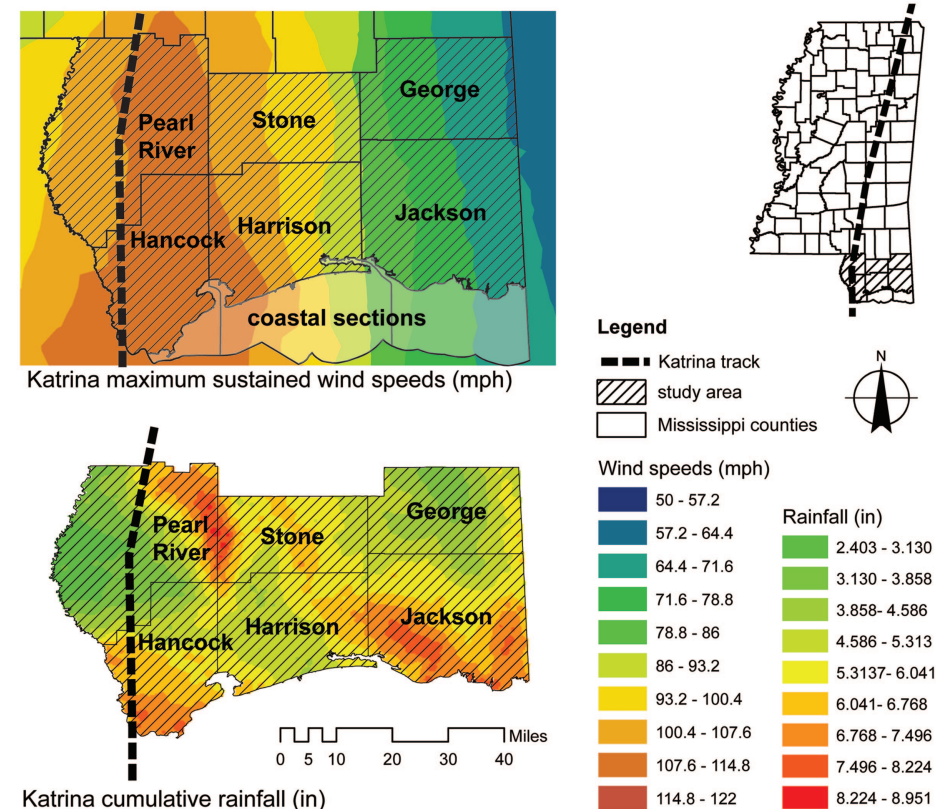 George
Pearl
River
Stone
Jackson
Hancock
Harrison
coastal sections
Katrina maximum sustained wind speeds (mph)
Legend
Katrina track
study area
Mississippi counties
N
Pearl
River
Stone
George
Hancock
Harrison
Jackson
Miles
0 5 10 20 30 40
Katrina cumulative rainfall (in)
Wind speeds (mph)
50 - 57.2
57.2 - 64.4
64.4 - 71.6
71.6 - 78.8
78.8 - 86
86 - 93.2
93.2 - 100.4
100.4 - 107.6
107.6 - 114.8
114.8 - 122
Rainfall (in)
2.403 - 3.130
3.130 - 3.858
3.858- 4.586
4.586 - 5.313
5.3137- 6.041
6.041- 6.768
6.768 - 7.496
7.496 - 8.224
8.224 - 8.951